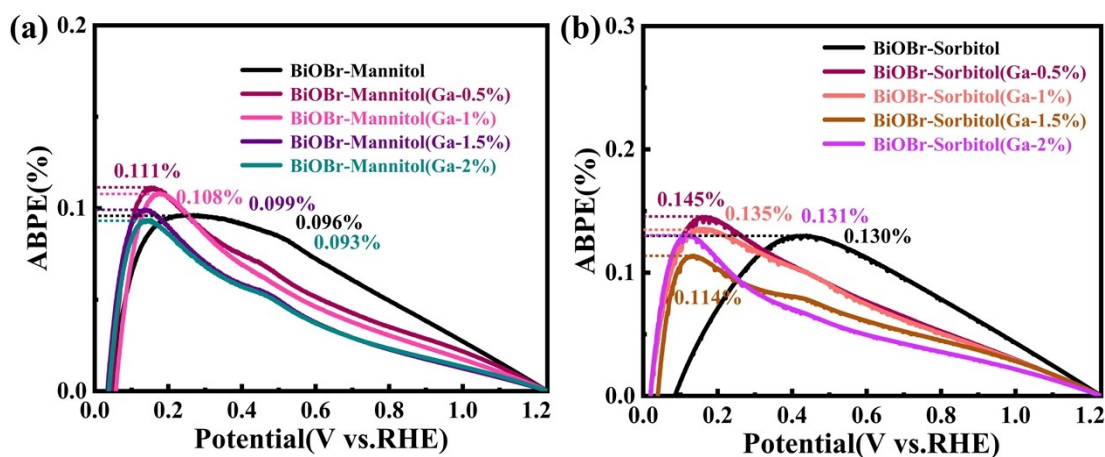 (a)
0.2
0.1
0.0
ABPE(%)
BiOBr-Mannitol
BiOBr-Mannitol(Ga-0.5%)
BiOBr-Mannitol(Ga-1%)
BiOBr-Mannitol(Ga-1.5%)
BiOBr-Mannitol(Ga-2%)
0.111%
0.108%
0.099%
0.096%
0.093%
0.0 0.2 0.4 0.6 0.8 1.0 1.2
Potential(V vs.RHE)
(b)
0.3
0.2
0.1
0.0
ABPE(%)
BiOBr-Sorbitol
BiOBr-Sorbitol(Ga-0.5%)
BiOBr-Sorbitol(Ga-1%)
BiOBr-Sorbitol(Ga-1.5%)
BiOBr-Sorbitol(Ga-2%)
0.145%
0.135%
0.131%
0.130%
0.114%
0.0 0.2 0.4 0.6 0.8 1.0 1.2
Potential(V vs.RHE)